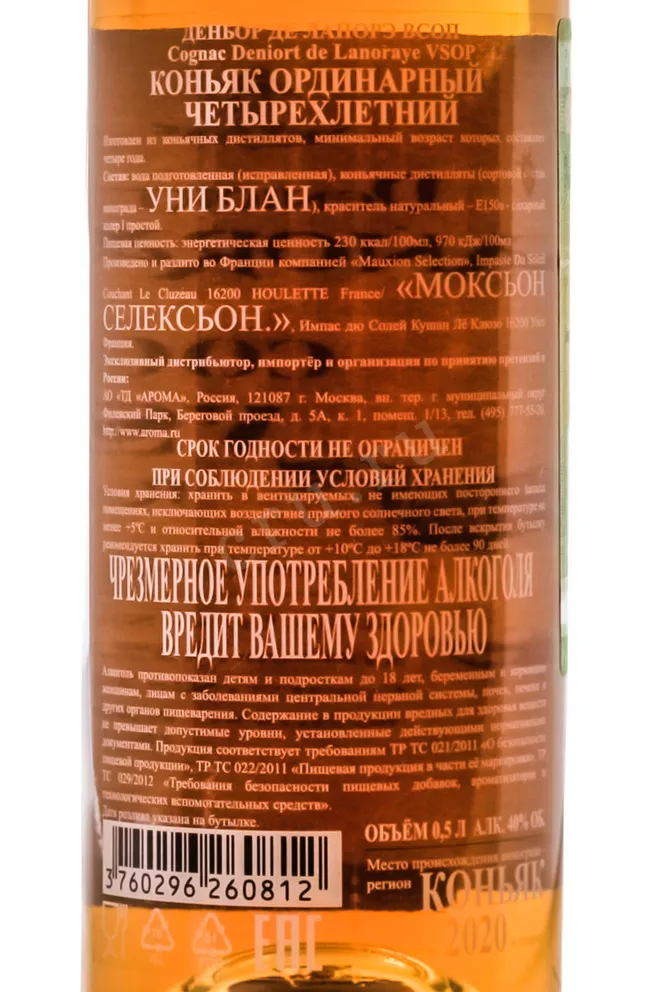 ДЕНБОР ДЕ ЛАПОРЭ ВСОП
Cognac Deniort de Lanoraye VSOP
КОНЬЯК ОРДИНАРНЫЙ
ЧЕТЫРЕХЛЕТНИЙ
Изготовлен из коньячных дистиллятов, минимальный возраст которых составляет
четыре года.
Состав: вода подготовленная (исправленная), коньячные дистилляты (сортовой состав
винограда – УНИ БЛАН), краситель натуральный – Е150а - сахарный
колер I простой.
Пищевая ценность: энергетическая ценность 230 ккал/100мл, 970 кДж/100мл
Произведено и разлито во Франции компанией «Mauxion Selection», Impasse Du Soleil
Couchant Le Cluzeau 16200 HOULETTE France/ «МОКСЬОН
СЕЛЕКСЬОН.», Импас дю Солей Кушан Лё Клюзо 16200
Франция.
Эксклюзивный дистрибьютор, импортёр и организация по принятию претензий в
России:
АО «ТД «АРОМА», Россия, 121087 г. Москва, вн. тер. г. муниципальный округ
Филевский Парк, Береговой проезд, д. 5А, к. 1, помещ. 1/13, тел. (495) 777-55-20
http://www.aroma.ru
СРОК ГОДНОСТИ НЕ ОГРАНИЧЕН
ПРИ СОБЛЮДЕНИИ УСЛОВИЙ ХРАНЕНИЯ
Условия хранения: хранить в вентилируемых, не имеющих постороннего запаха
помещениях, исключающих воздействие прямого солнечного света, при температуре не
менее +5ºС и относительной влажности не более 85%. После вскрытия бутылку
рекомендуется хранить при температуре от +10ºС до +18ºС не более 90 дней.
ЧРЕЗМЕРНОЕ УПОТРЕБЛЕНИЕ АЛКОГОЛЯ
ВРЕДИТ ВАШЕМУ ЗДОРОВЬЮ
Алкоголь противопоказан детям и подросткам до 18 лет, беременным и кормящим
женщинам, лицам с заболеваниями центральной нервной системы, почек, печени и
других органов пищеварения. Содержание в продукции вредных для здоровья веществ
не превышает допустимые уровни, установленные действующими нормативными
документами. Продукция соответствует требованиям ТР ТС 021/2011 «О безопасности
пищевой продукции», ТР ТС 022/2011 «Пищевая продукция в части её маркировки», ТР
ТС 029/2012 «Требования безопасности пищевых добавок, ароматизаторов и
технологических вспомогательных средств».
Дата розлива указана на бутылке.
ОБЪЁМ 0,5 Л АЛК. 40% ОБ.
3 760296 260812
Место происхождения винограда -
регион КОНЬЯК
2020
ЕАС